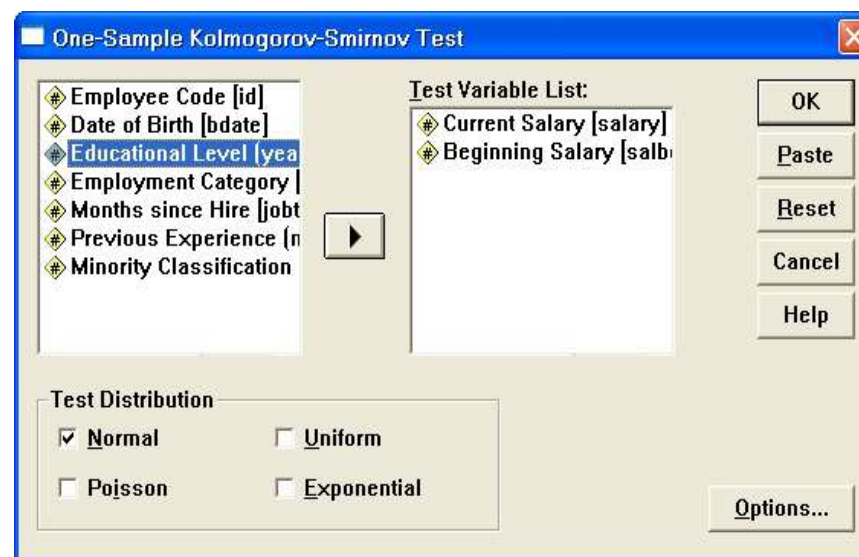 One-Sample Kolmogorov-Smirnov Test
Employee Code [id]
Date of Birth [bdate]
Educational Level (yea
Employment Category [
Months since Hire [jobt
Previous Experience (n
Minority Classification
Test Variable List:
Current Salary [salary]
Beginning Salary [salb
OK
Paste
Reset
Cancel
Help
Test Distribution
Normal
Uniform
Poisson
Exponential
Options...